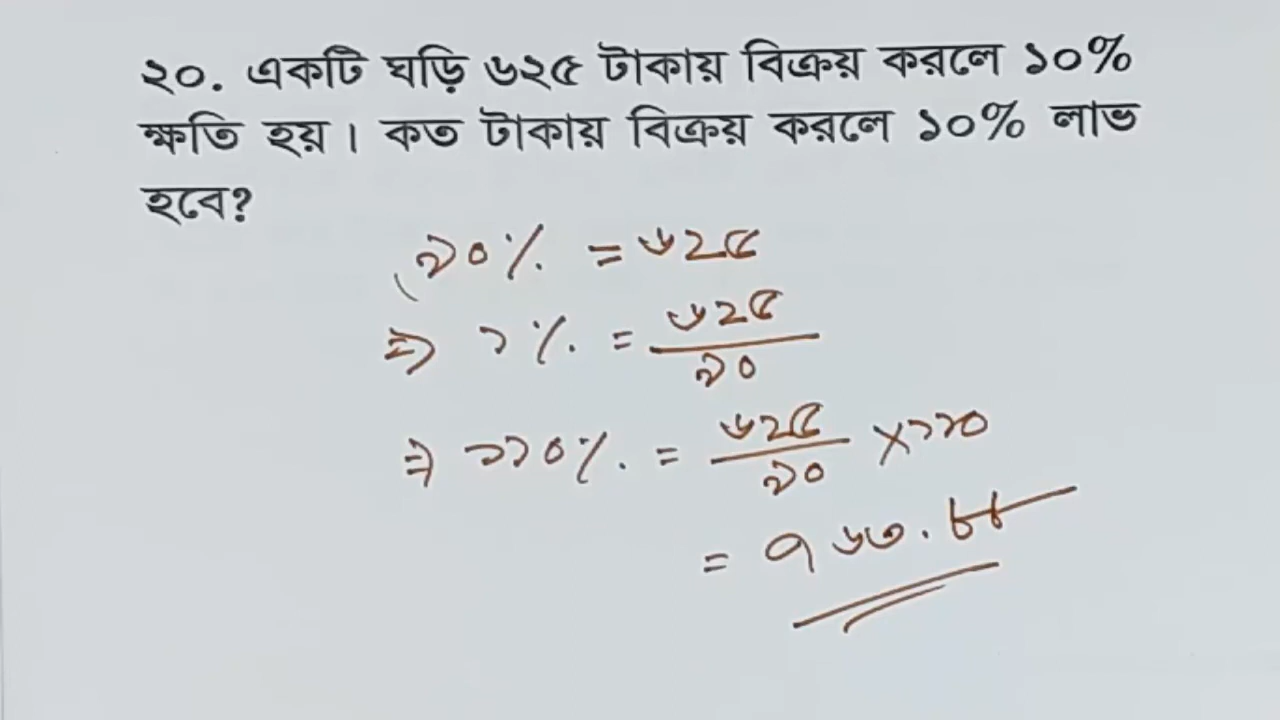 ২০. একটি ঘড়ি ৬২৫ টাকায় বিক্রয় করলে ১০%
ক্ষতি হয়। কত টাকায় বিক্রয় করলে ১০% লাভ
হবে?
৯০% = ৬২৫
⇒ ১% = ৬২৫/৯০
⇒ ১১০% = ৬২৫/৯০ × ১১০
= ৭৬৩.৮৮